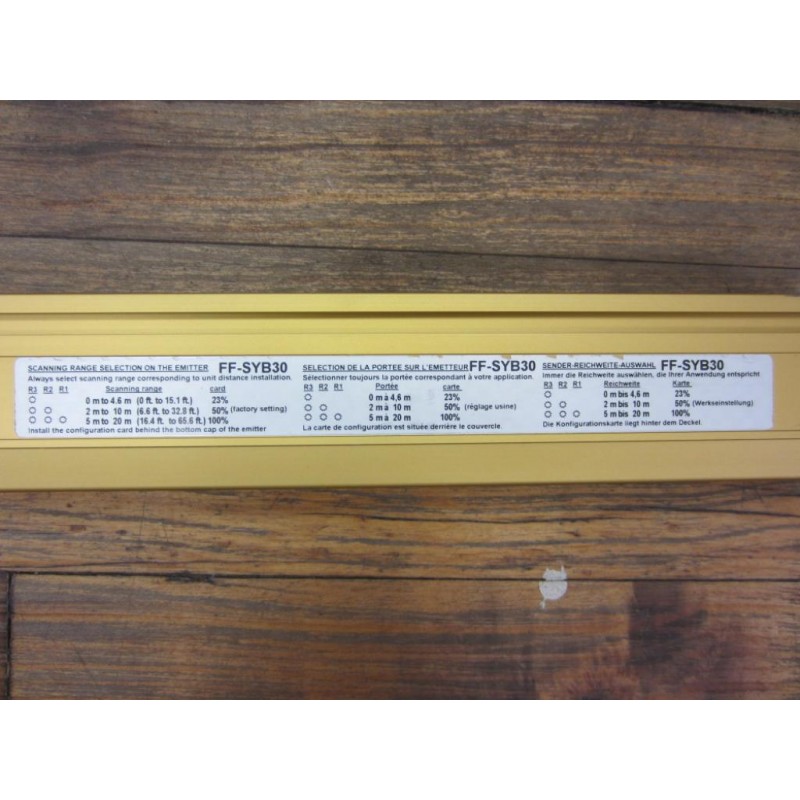 SCANNING RANGE SELECTION ON THE EMITTER FF-SYB30
Always select scanning range corresponding to unit distance installation.
R3 R2 R1 Scanning range card
○ 0 m to 4.6 m (0 ft. to 15.1 ft.) 23%
○ ○ 2 m to 10 m (6.6 ft. to 32.8 ft.) 50% (factory setting)
○ ○ ○ 5 m to 20 m (16.4 ft. to 65.6 ft.) 100%
Install the configuration card behind the bottom cap of the emitter
SELECTION DE LA PORTEE SUR L'EMETTEUR FF-SYB30
Sélectionner toujours la portée correspondant à votre application.
R3 R2 R1 Portée carte
○ 0 m à 4,6 m 23%
○ ○ 2 m à 10 m 50% (réglage usine)
○ ○ ○ 5 m à 20 m 100%
La carte de configuration est située derrière le couvercle.
SENDER-REICHWEITE-AUSWAHL FF-SYB30
Immer die Reichweite auswählen, die Ihrer Anwendung entspricht
R3 R2 R1 Reichweite Karte
○ 0 m bis 4,6 m 23%
○ ○ 2 m bis 10 m 50% (Werkseinstellung)
○ ○ ○ 5 m bis 20 m 100%
Die Konfigurationskarte liegt hinter dem Deckel.